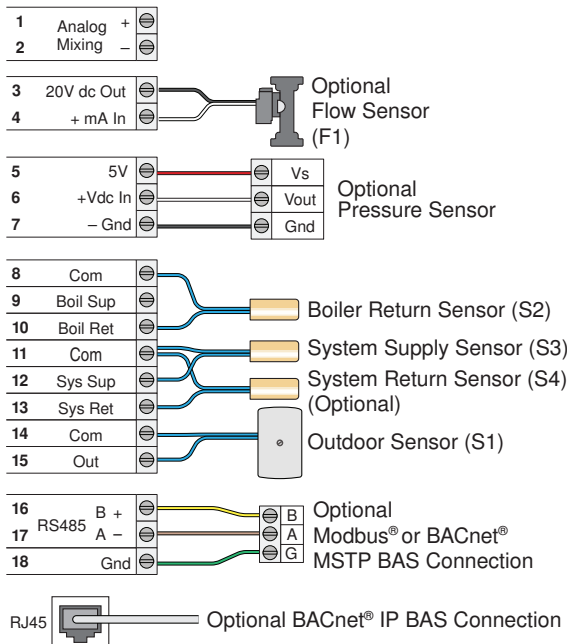 1 Analog +
2 Mixing –
3 20V dc Out
4 + mA In
Optional
Flow Sensor
(F1)
5 5V Vs
6 +Vdc In Vout
7 – Gnd Gnd
Optional
Pressure Sensor
8 Com
9 Boil Sup
10 Boil Ret
11 Com
12 Sys Sup
13 Sys Ret
14 Com
15 Out
Boiler Return Sensor (S2)
System Supply Sensor (S3)
System Return Sensor (S4)
(Optional)
Outdoor Sensor (S1)
16 B +
RS485
17 A –
18 Gnd
B
A
G
Optional
Modbus® or BACnet®
MSTP BAS Connection
RJ45
Optional BACnet® IP BAS Connection